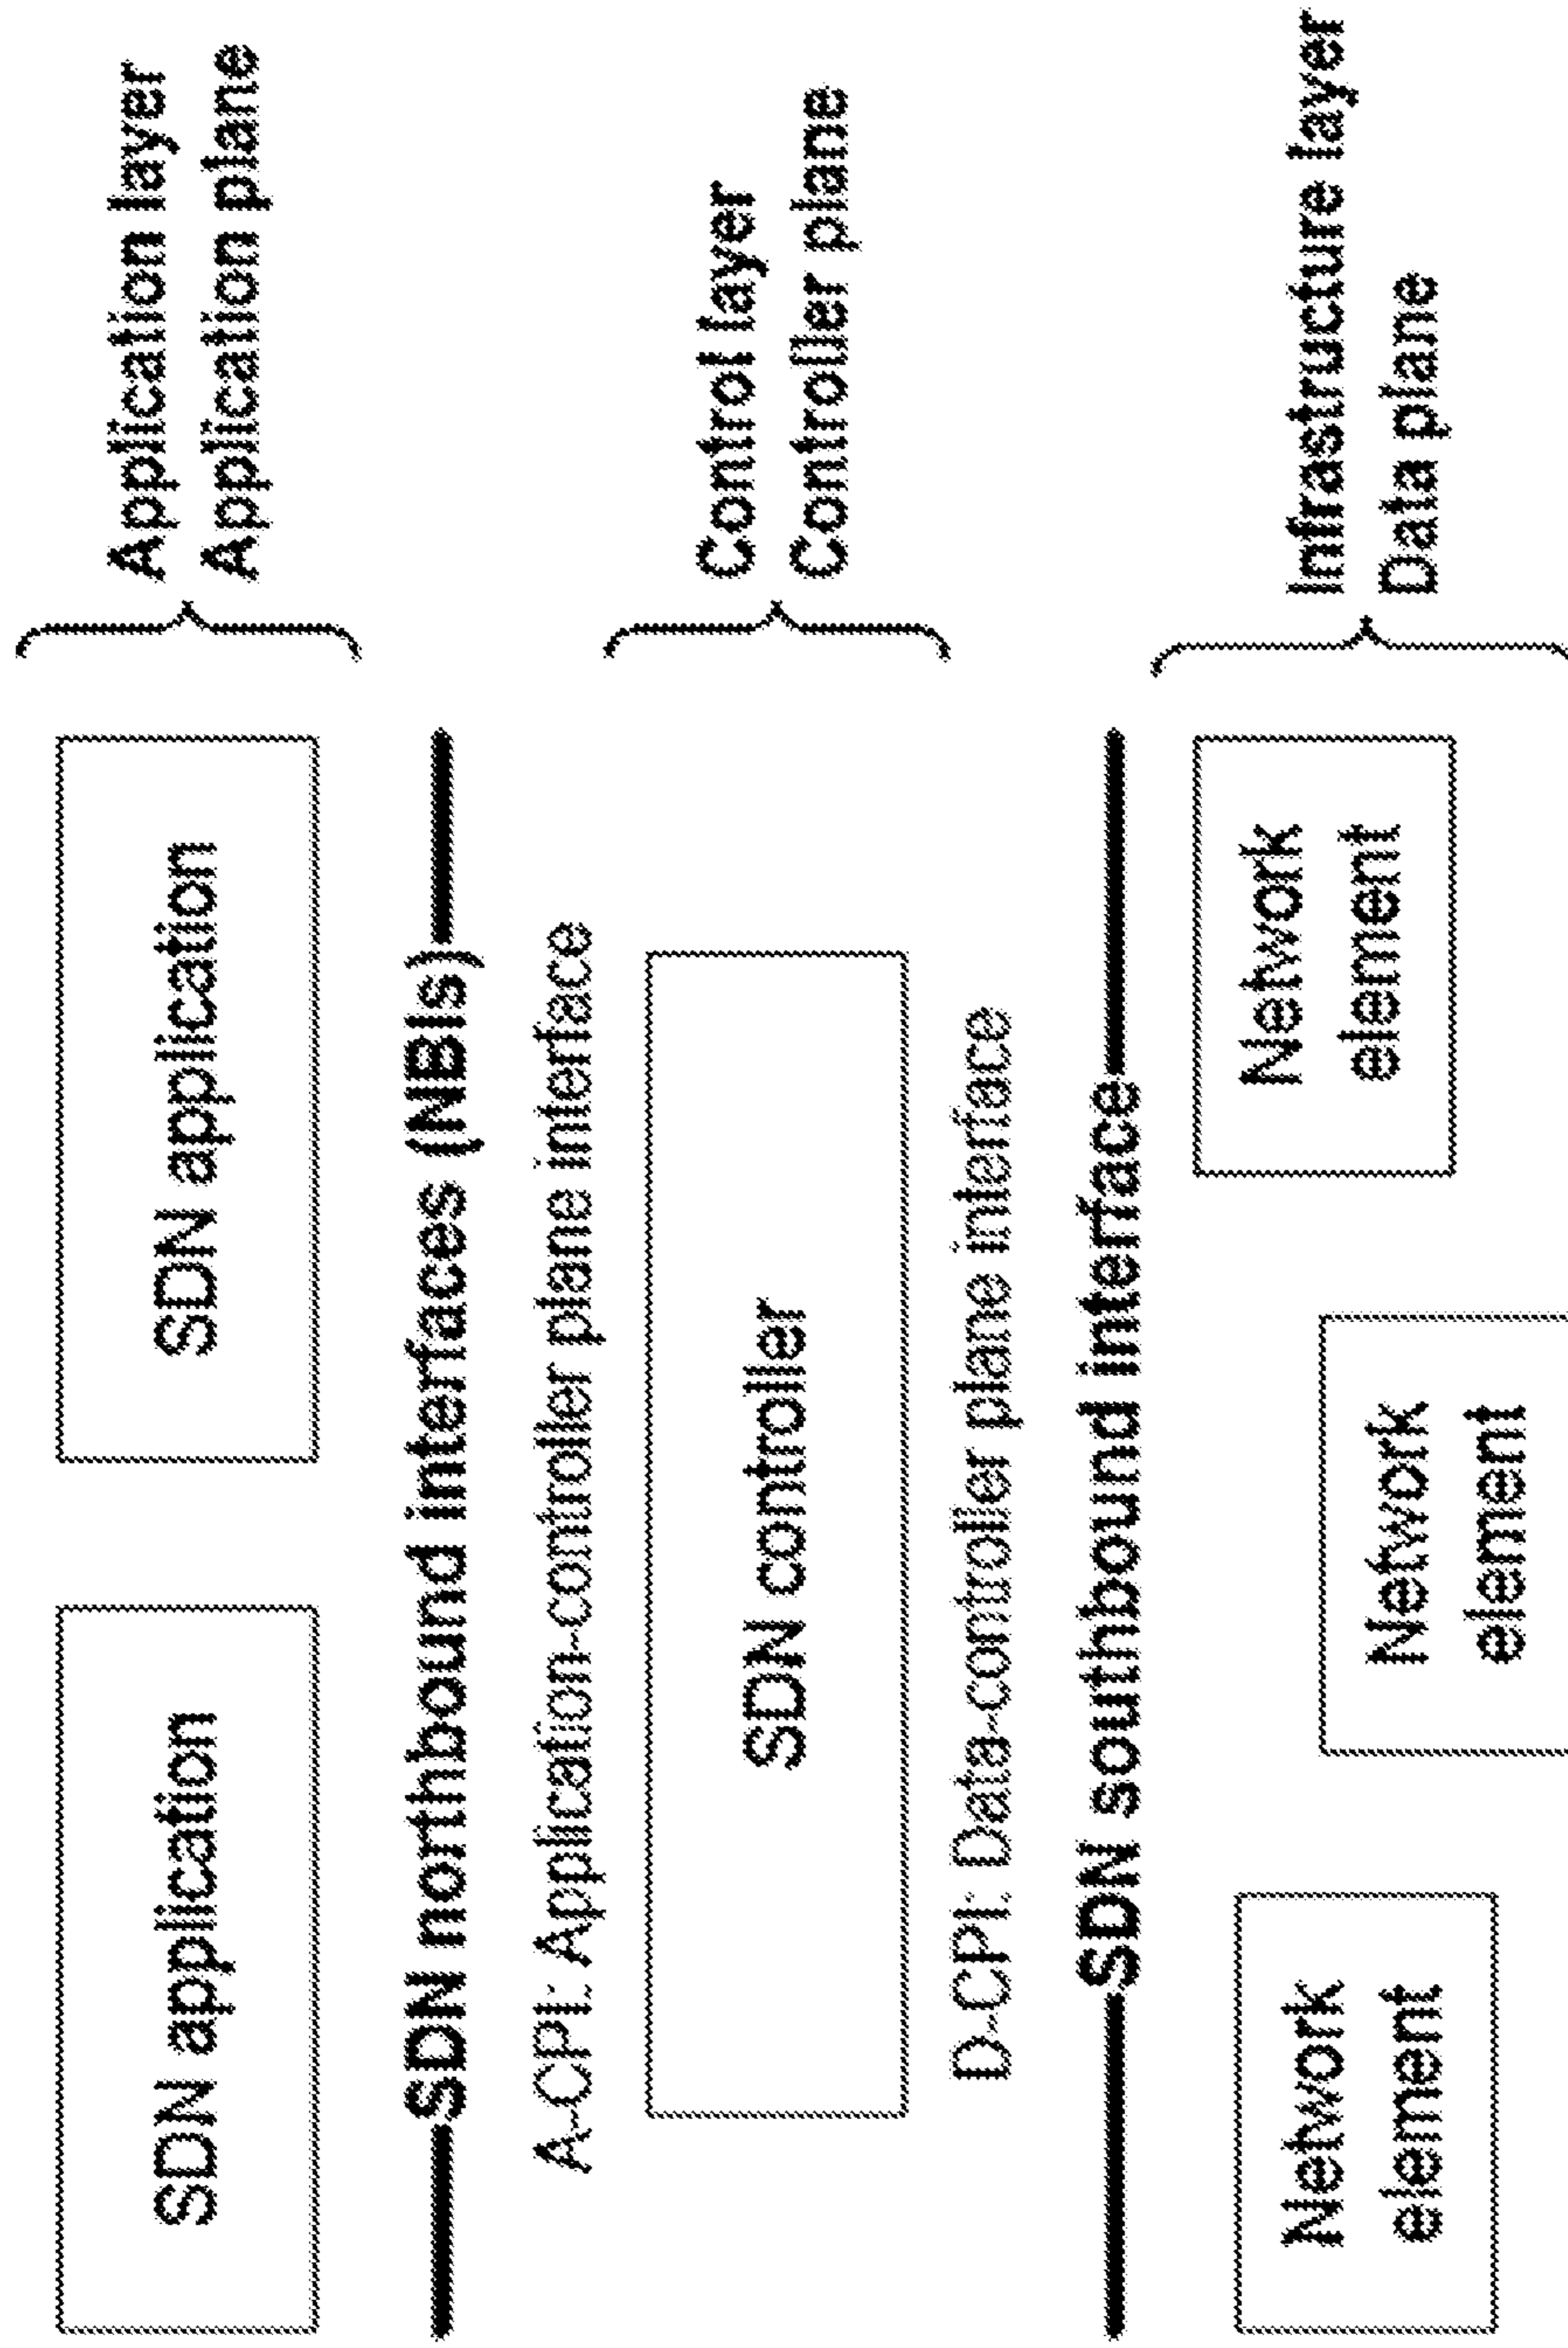 SDN application
SDN application
Application layer
Application plane
SDN northbound interfaces (NBIs)
A-CPI: Application-controller plane interface
SDN controller
Control layer
Controller plane
D-CPI: Data-controller plane interface
SDN southbound interface
Network
element
Network
element
Network
element
Infrastructure layer
Data plane